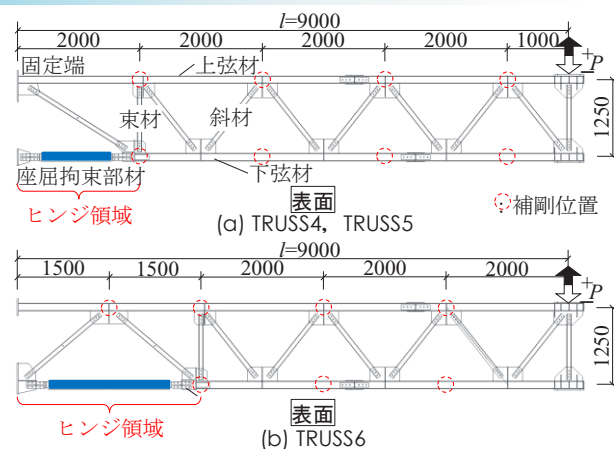 l=9000
2000 2000 2000 2000 1000
固定端 上弦材 + P
束材 斜材 1250
下弦材
座屈拘束部材
ヒンジ領域 表面 補剛位置
(a) TRUSS4, TRUSS5
l=9000
1500 1500 2000 2000 2000
+ P
1250
ヒンジ領域 表面
(b) TRUSS6